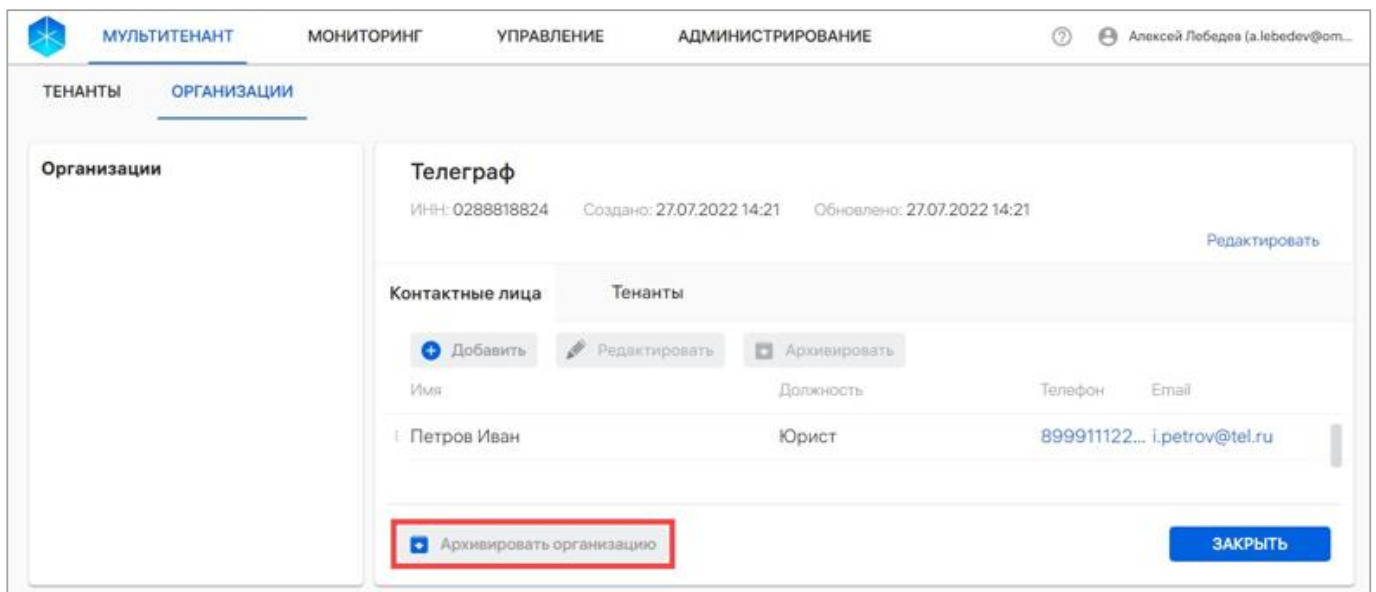 МУЛЬТИТЕНАНТ МОНИТОРИНГ УПРАВЛЕНИЕ АДМИНИСТРИРОВАНИЕ Алексей Лебедев (a.lebedev@om...
ТЕНАНТЫ ОРГАНИЗАЦИИ
Организации
Телеграф
ИНН: 0288818824 Создано: 27.07.2022 14:21 Обновлено: 27.07.2022 14:21
Редактировать
Контактные лица Тенанты
Добавить Редактировать Архивировать
Имя Должность Телефон Email
Петров Иван Юрист 899911122... i.petrov@tel.ru
Архивировать организацию ЗАКРЫТЬ